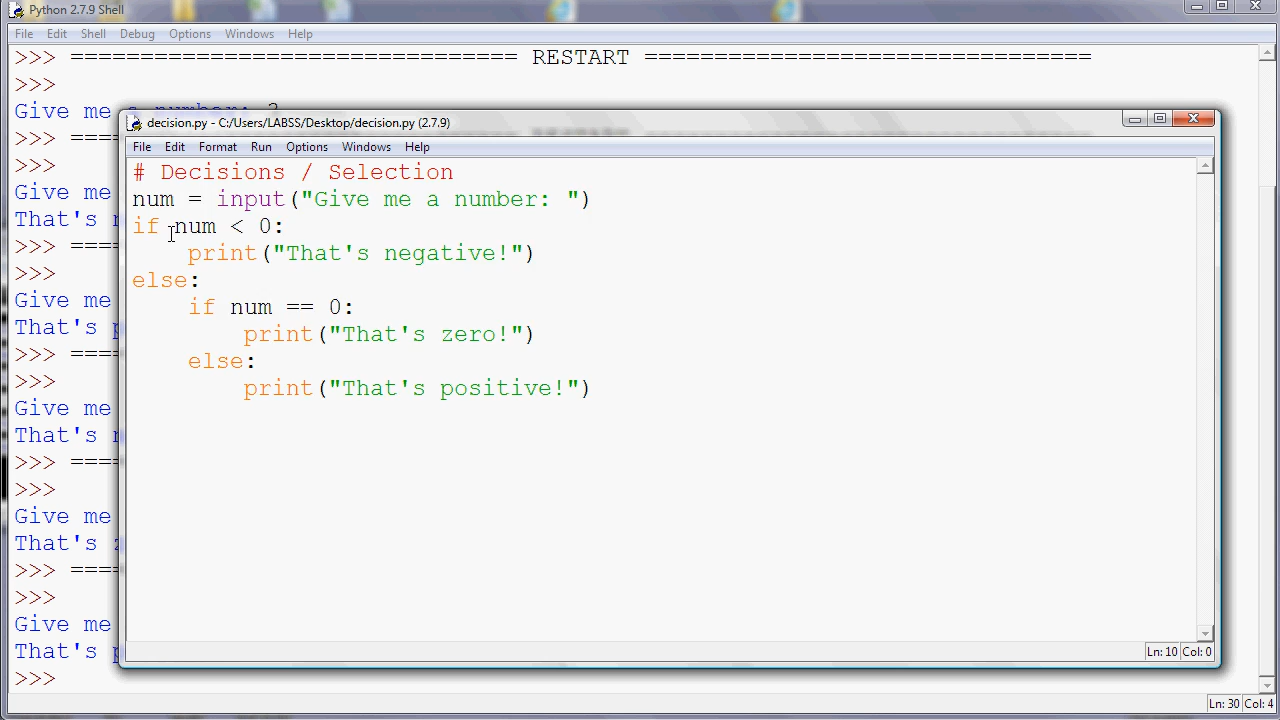 Python 2.7.9 Shell
File Edit Shell Debug Options Windows Help
>>> ================================ RESTART ================================
>>>
Give me a number: 2
>>> ====
>>>
Give me
That's
>>> ====
>>>
Give me
That's
>>> ====
>>>
Give me
That's
>>> ====
>>>
Give me
That's
>>> ====
>>>
Give me
That's
>>>
Ln: 30 Col: 4
decision.py - C:/Users/LABSS/Desktop/decision.py (2.7.9)
File Edit Format Run Options Windows Help
# Decisions / Selection
num = input("Give me a number: ")
if num < 0:
    print("That's negative!")
else:
    if num == 0:
        print("That's zero!")
    else:
        print("That's positive!")
Ln: 10 Col: 0